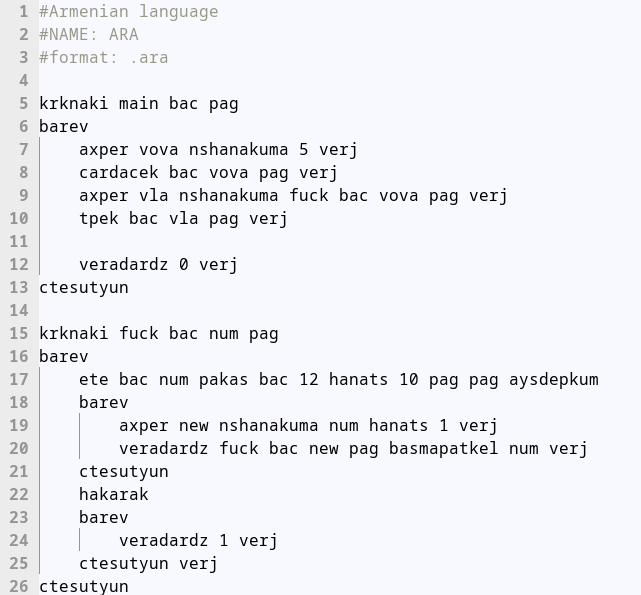 1 #Armenian language
2 #NAME: ARA
3 #format: .ara
4
5 krknaki main bac pag
6 barev
7     axper vova nshanakuma 5 verj
8     cardacek bac vova pag verj
9     axper vla nshanakuma fuck bac vova pag verj
10     tpek bac vla pag verj
11
12     veradardz 0 verj
13 ctesutyun
14
15 krknaki fuck bac num pag
16 barev
17     ete bac num pakas bac 12 hanats 10 pag pag aysdepkum
18     barev
19         axper new nshanakuma num hanats 1 verj
20         veradardz fuck bac new pag basmapatkel num verj
21     ctesutyun
22     hakarak
23     barev
24         veradardz 1 verj
25     ctesutyun verj
26 ctesutyun